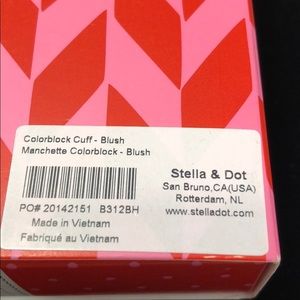 Colorblock Cuff - Blush
Manchette Colorblock - Blush
Stella & Dot
San Bruno,CA(USA)
Rotterdam, NL
www.stelladot.com
PO# 20142151 B312BH
Made in Vietnam
Fabriqué au Vietnam